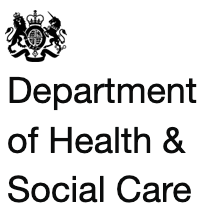 Department
of Health &
Social Care